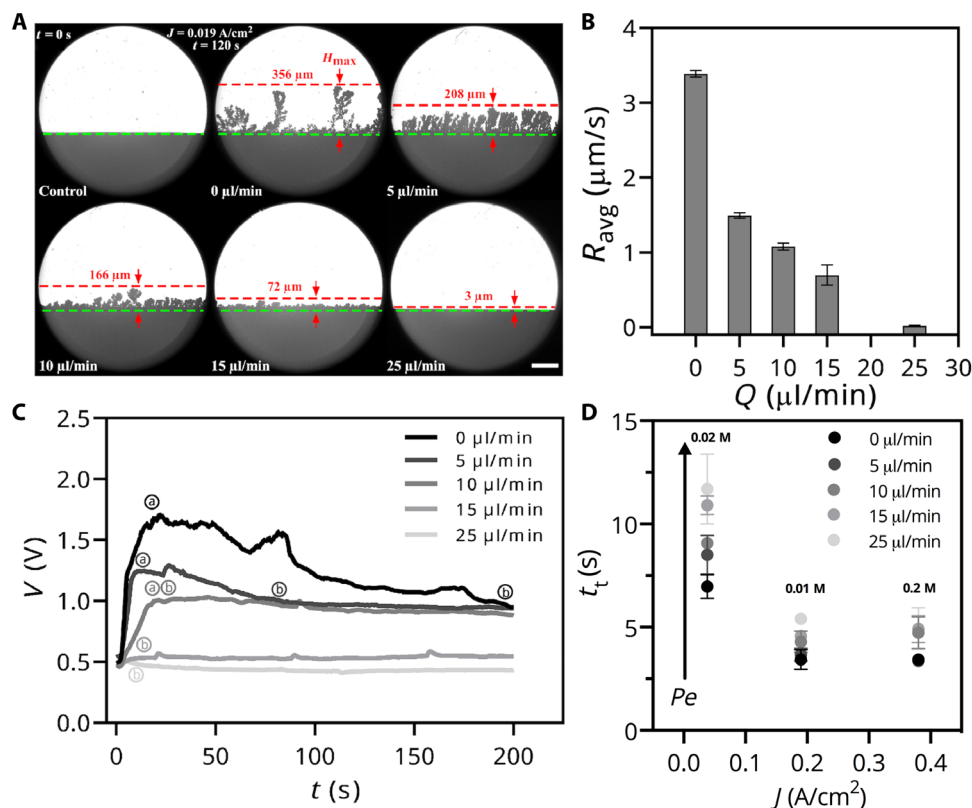 A
t = 0 s
J = 0.019 A/cm²
t = 120 s
Hmax
356 μm
208 μm
Control
0 μl/min
5 μl/min
166 μm
72 μm
3 μm
10 μl/min
15 μl/min
25 μl/min
B
Ravg (μm/s)
4
3
2
1
0
0 5 10 15 20 25 30
Q (μl/min)
C
V (V)
2.5
2.0
1.5
1.0
0.5
0.0
0 μl/min
5 μl/min
10 μl/min
15 μl/min
25 μl/min
a
a
a b b b
b
b
0 50 100 150 200
t (s)
D
tt (s)
15
10
5
0
0.02 M
0.01 M
0.2 M
0 μl/min
5 μl/min
10 μl/min
15 μl/min
25 μl/min
Pe
0.0 0.1 0.2 0.3 0.4
J (A/cm²)